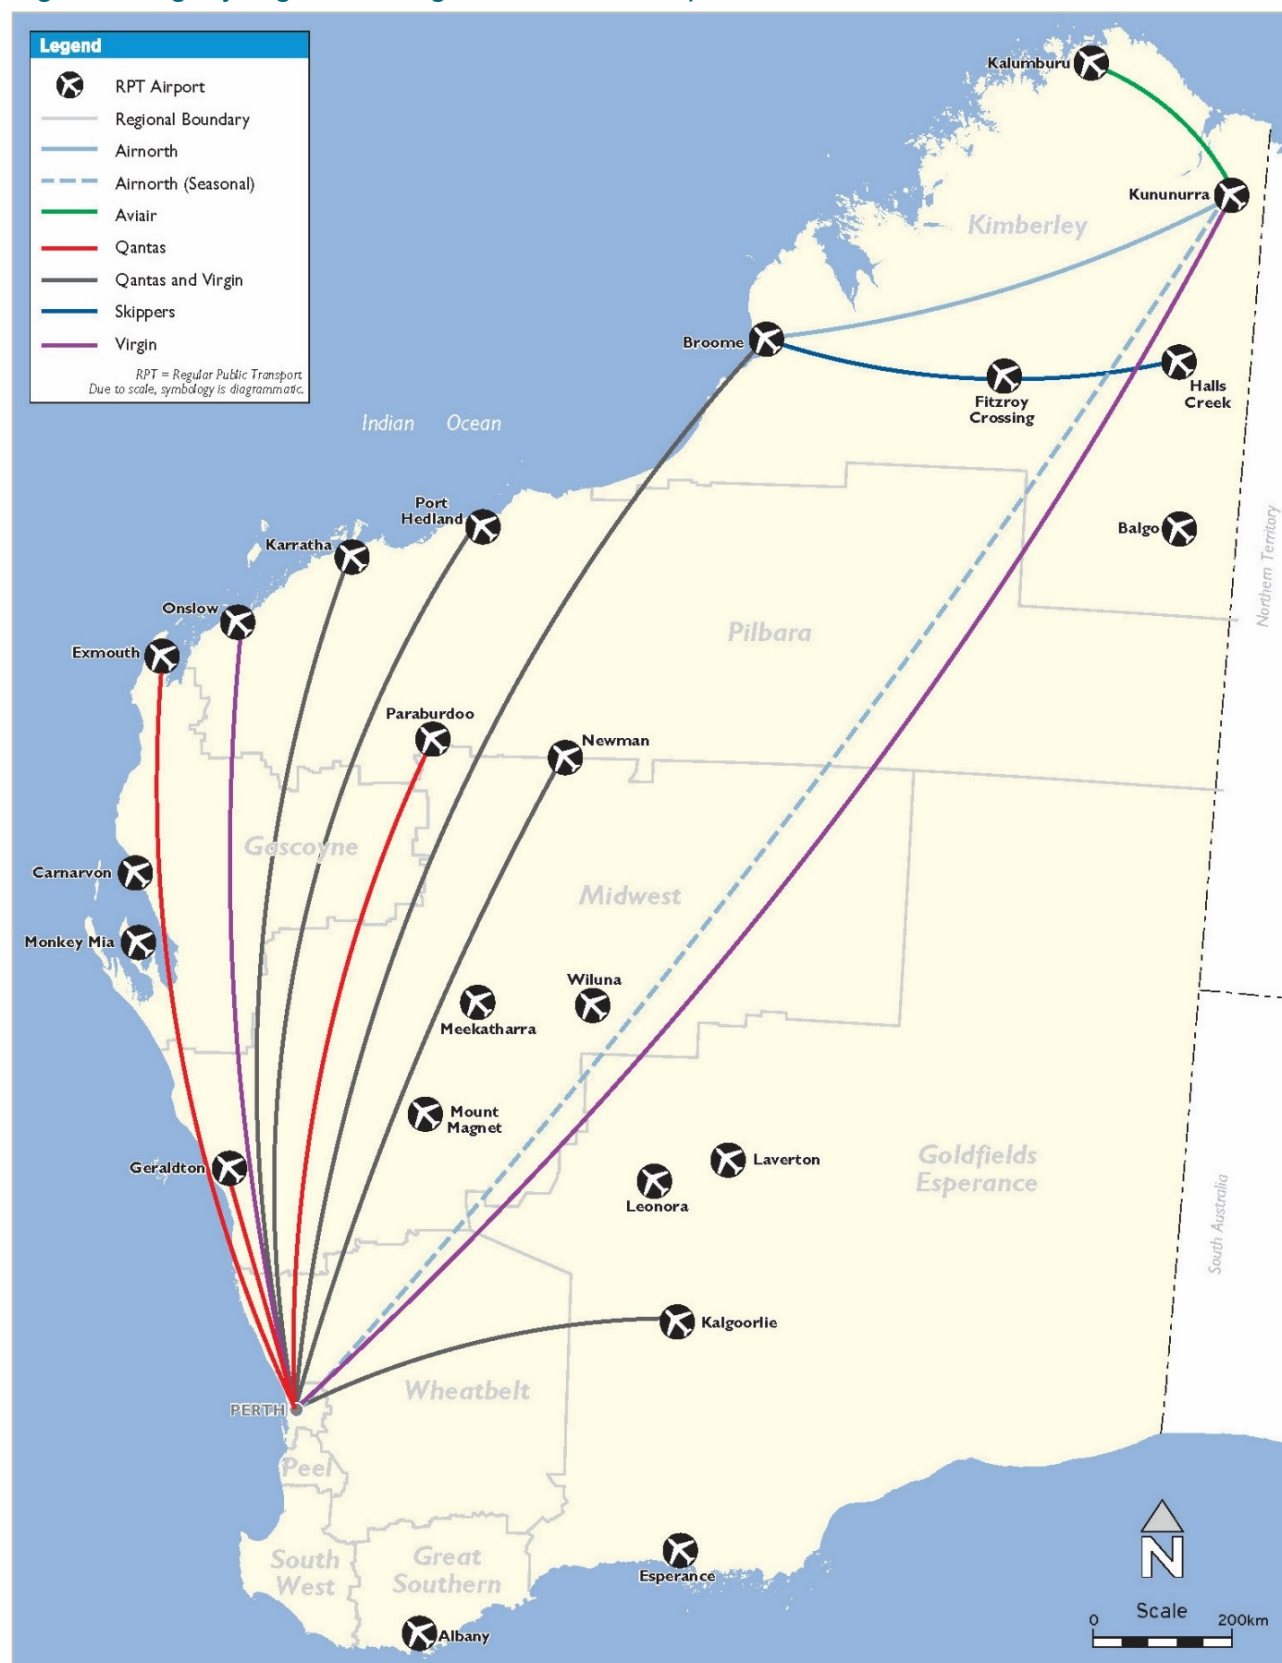 Legend
RPT Airport
Regional Boundary
Airnorth
Airnorth (Seasonal)
Aviair
Qantas
Qantas and Virgin
Skippers
Virgin
RPT = Regular Public Transport
Due to scale, symbology is diagrammatic.
Kalumburu
Kununurra
Kimberley
Broome
Halls
Creek
Fitzroy
Crossing
Indian Ocean
Port
Hedland
Balgo
Karratha
Northern Territory
Onslow
Pilbara
Exmouth
Paraburdoo
Newman
Gascoyne
Carnarvon
Midwest
Monkey Mia
Wiluna
Meekatharra
Mount
Magnet
Geraldton
Laverton
Goldfields
Esperance
Leonora
South Australia
Kalgoorlie
Wheatbelt
PERTH
Peel
South
West
Great
Southern
Esperance
Albany
N
Scale
0 200km